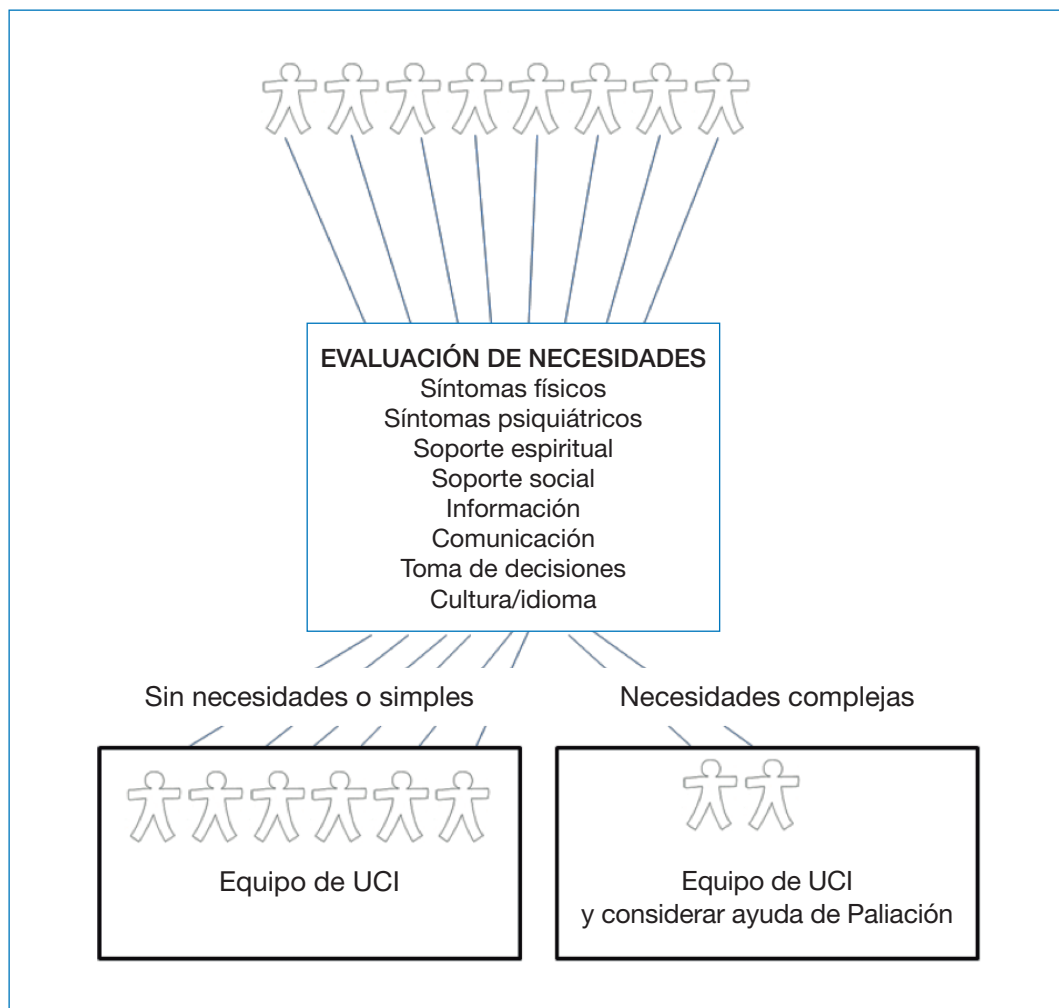 EVALUACIÓN DE NECESIDADES
Síntomas físicos
Síntomas psiquiátricos
Soporte espiritual
Soporte social
Información
Comunicación
Toma de decisiones
Cultura/idioma
Sin necesidades o simples
Necesidades complejas
Equipo de UCI
Equipo de UCI
y considerar ayuda de Paliación